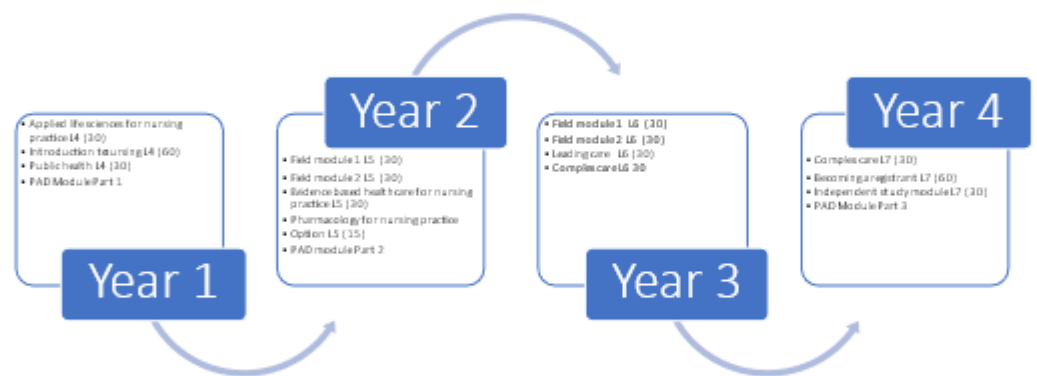 • Applied life sciences for nursing
practice L4 (30)
• Introduction to nursing L4 (60)
• Public health L4 (30)
• PAD Module Part 1
Year 1
Year 2
• Field module 1 L5 (30)
• Field module 2 L5 (30)
• Evidence based healthcare for nursing
practice L5 (30)
• Pharmacology for nursing practice
• Option L5 (15)
• PAD module Part 2
• Field module 1 L6 (30)
• Field module 2 L6 (30)
• Leading care L6 (30)
• Complex care L6 30
Year 3
Year 4
• Complex care L7 (30)
• Becoming a registrant L7 (60)
• Independent study module L7 (30)
• PAD Module Part 3